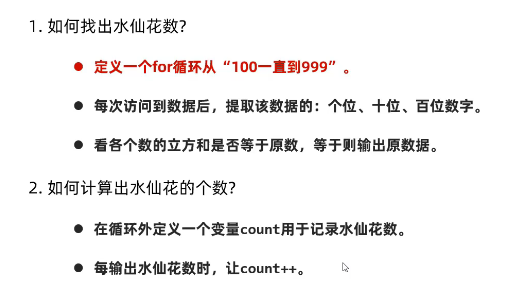 1. 如何找出水仙花数?
● 定义一个for循环从“100一直到999”。
● 每次访问到数据后，提取该数据的：个位、十位、百位数字。
● 看各个数的立方和是否等于原数，等于则输出原数据。
2. 如何计算出水仙花的个数?
● 在循环外定义一个变量count用于记录水仙花数。
● 每输出水仙花数时，让count++。